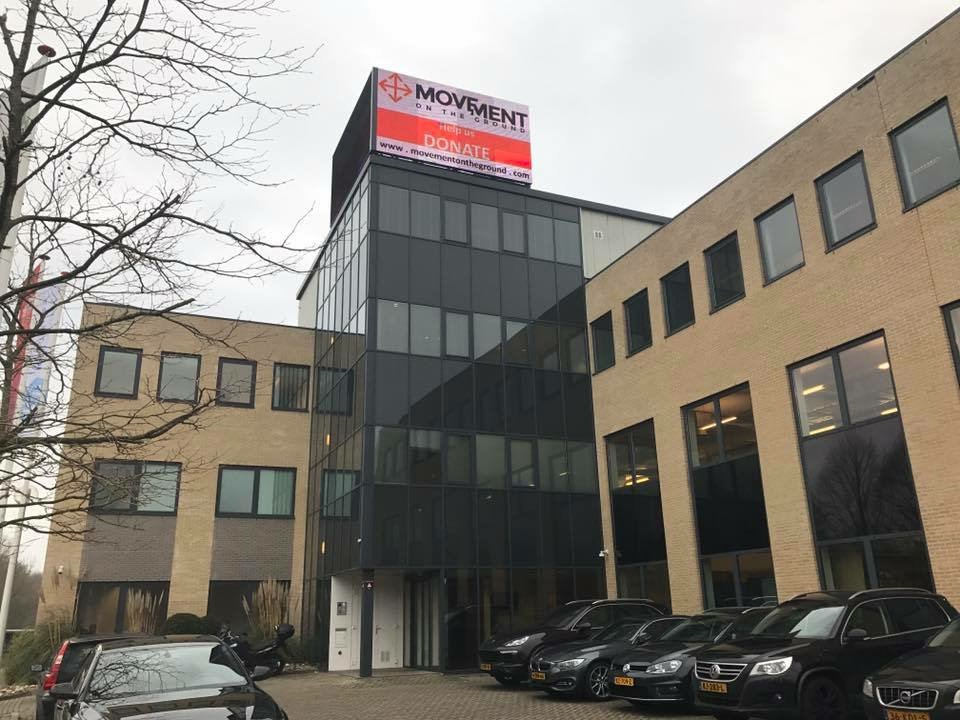 MOVEMENT
ON THE GROUND
Help us
DONATE
www . movementontheground . com